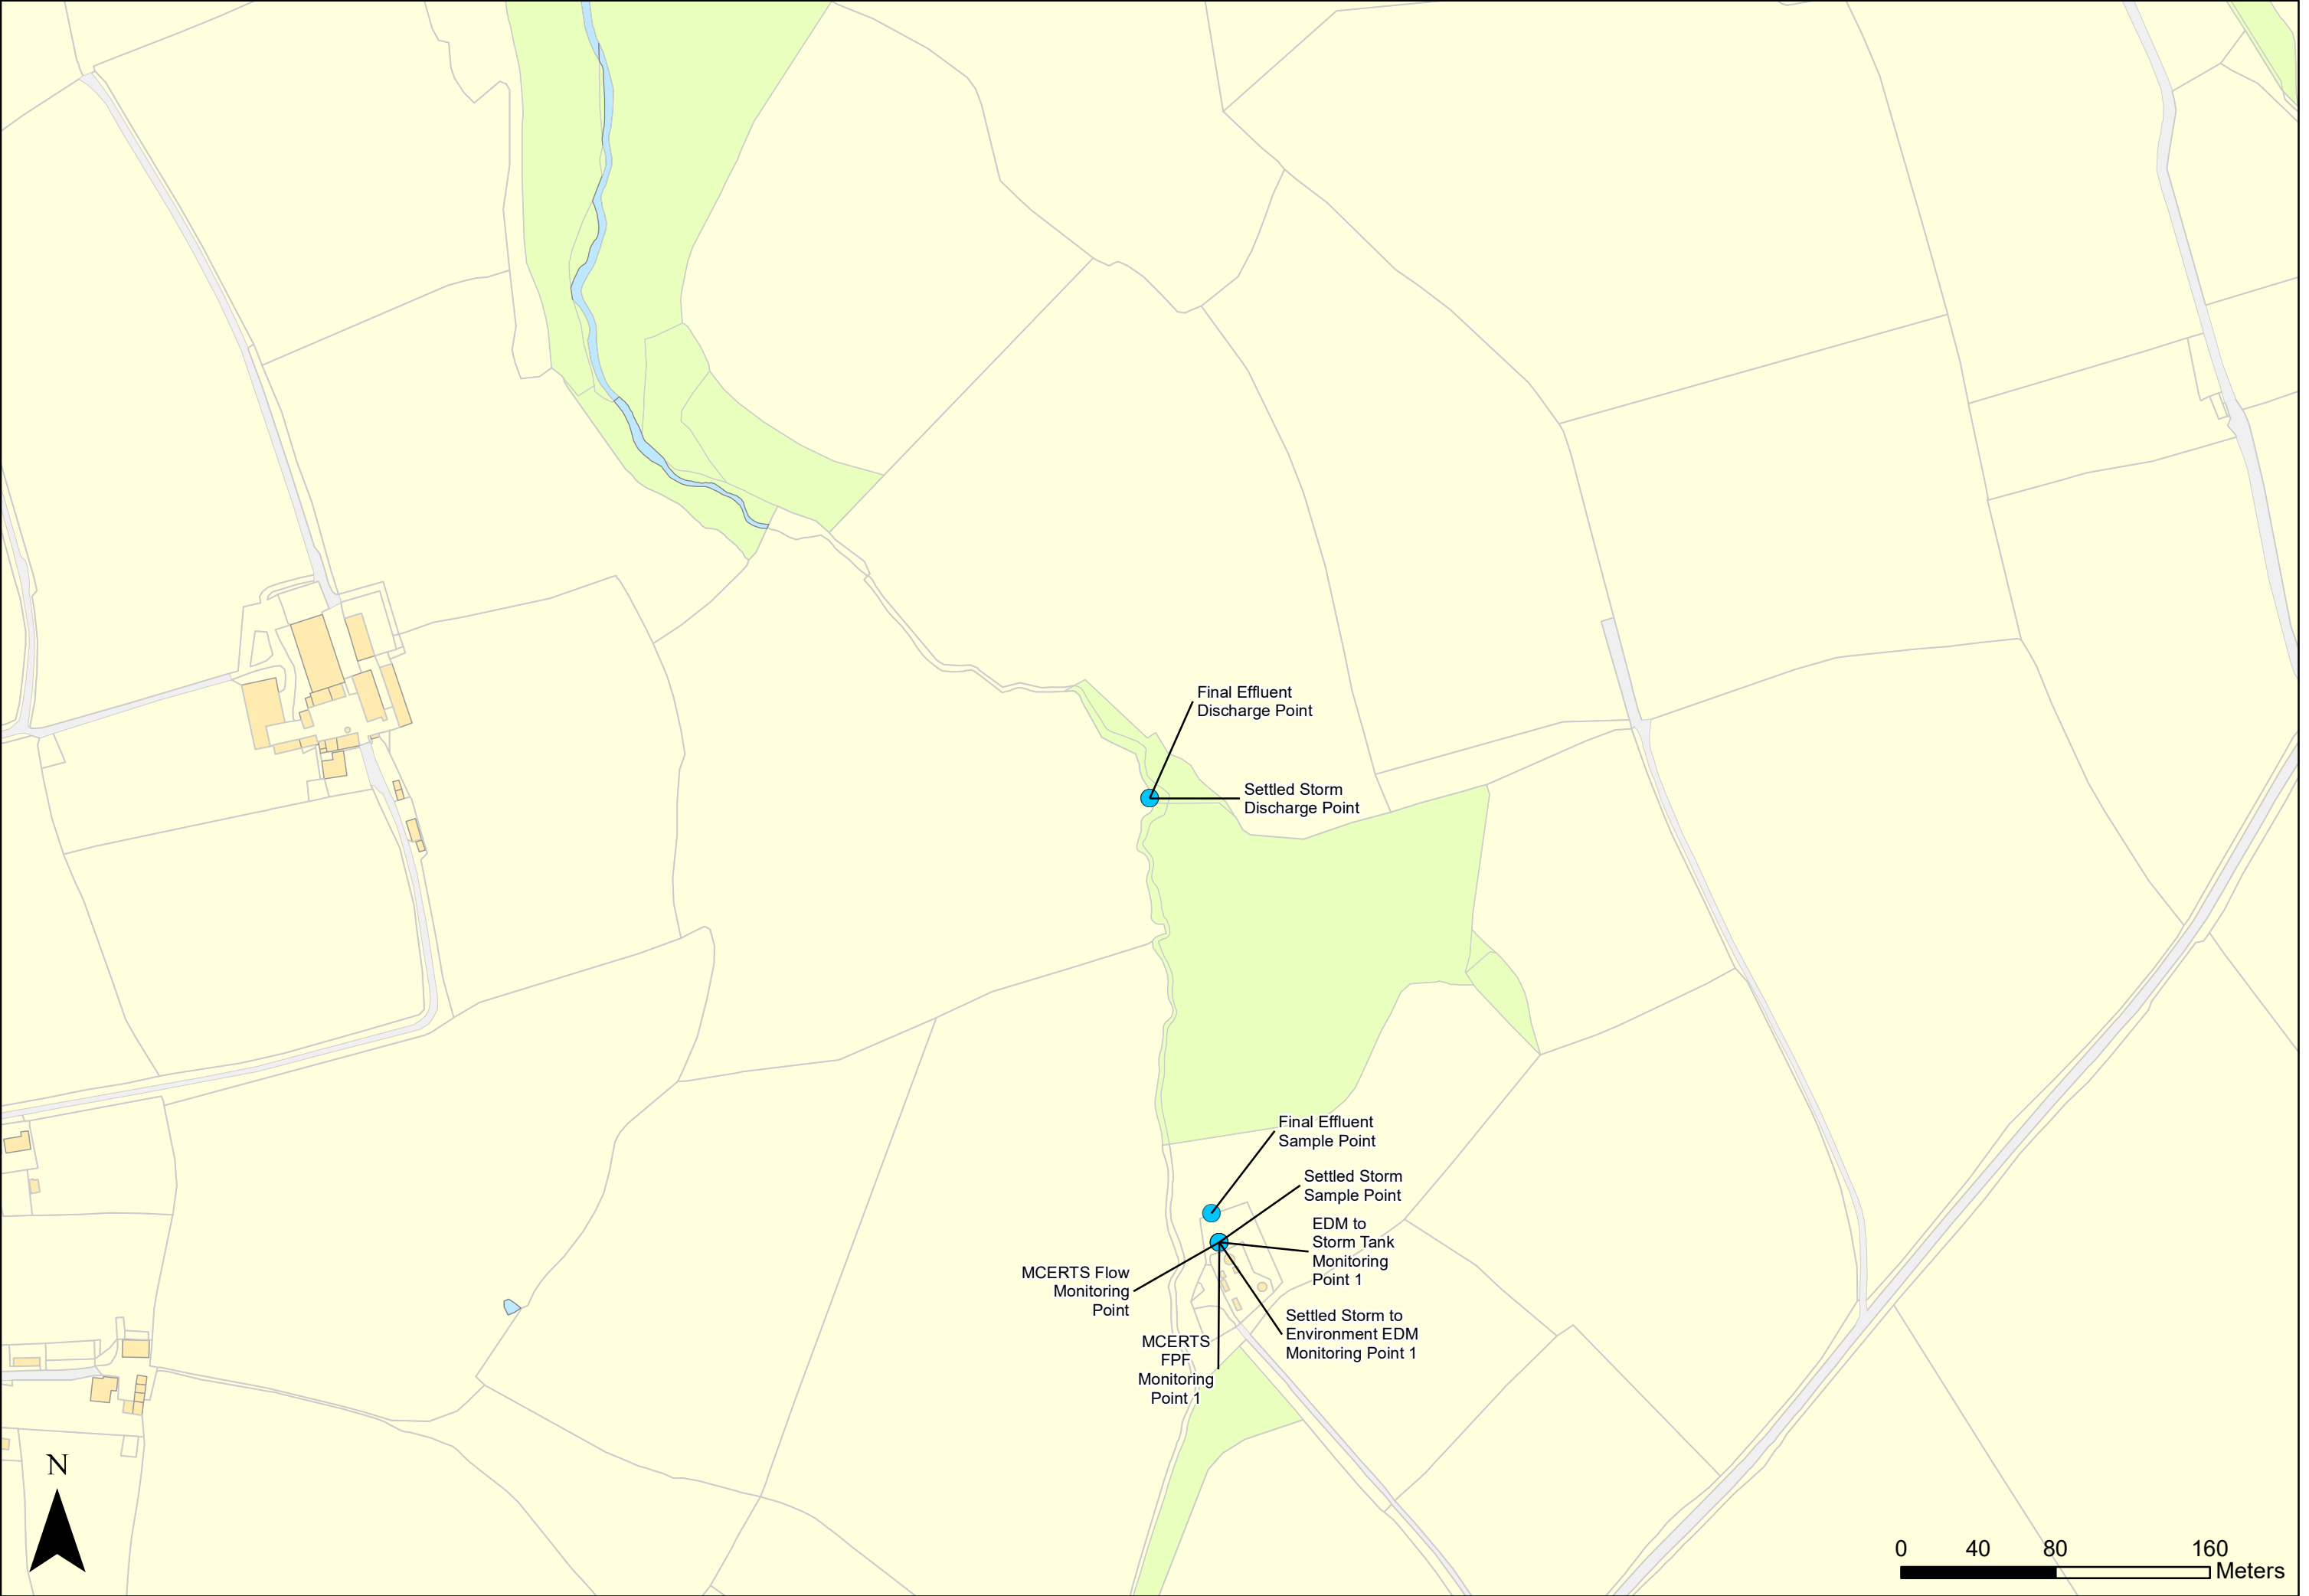 Final Effluent
Discharge Point
Settled Storm
Discharge Point
Final Effluent
Sample Point
Settled Storm
Sample Point
EDM to
Storm Tank
Monitoring
Point 1
MCERTS Flow
Monitoring
Point
Settled Storm to
Environment EDM
Monitoring Point 1
MCERTS
FPF
Monitoring
Point 1
N
0 40 80 160
Meters